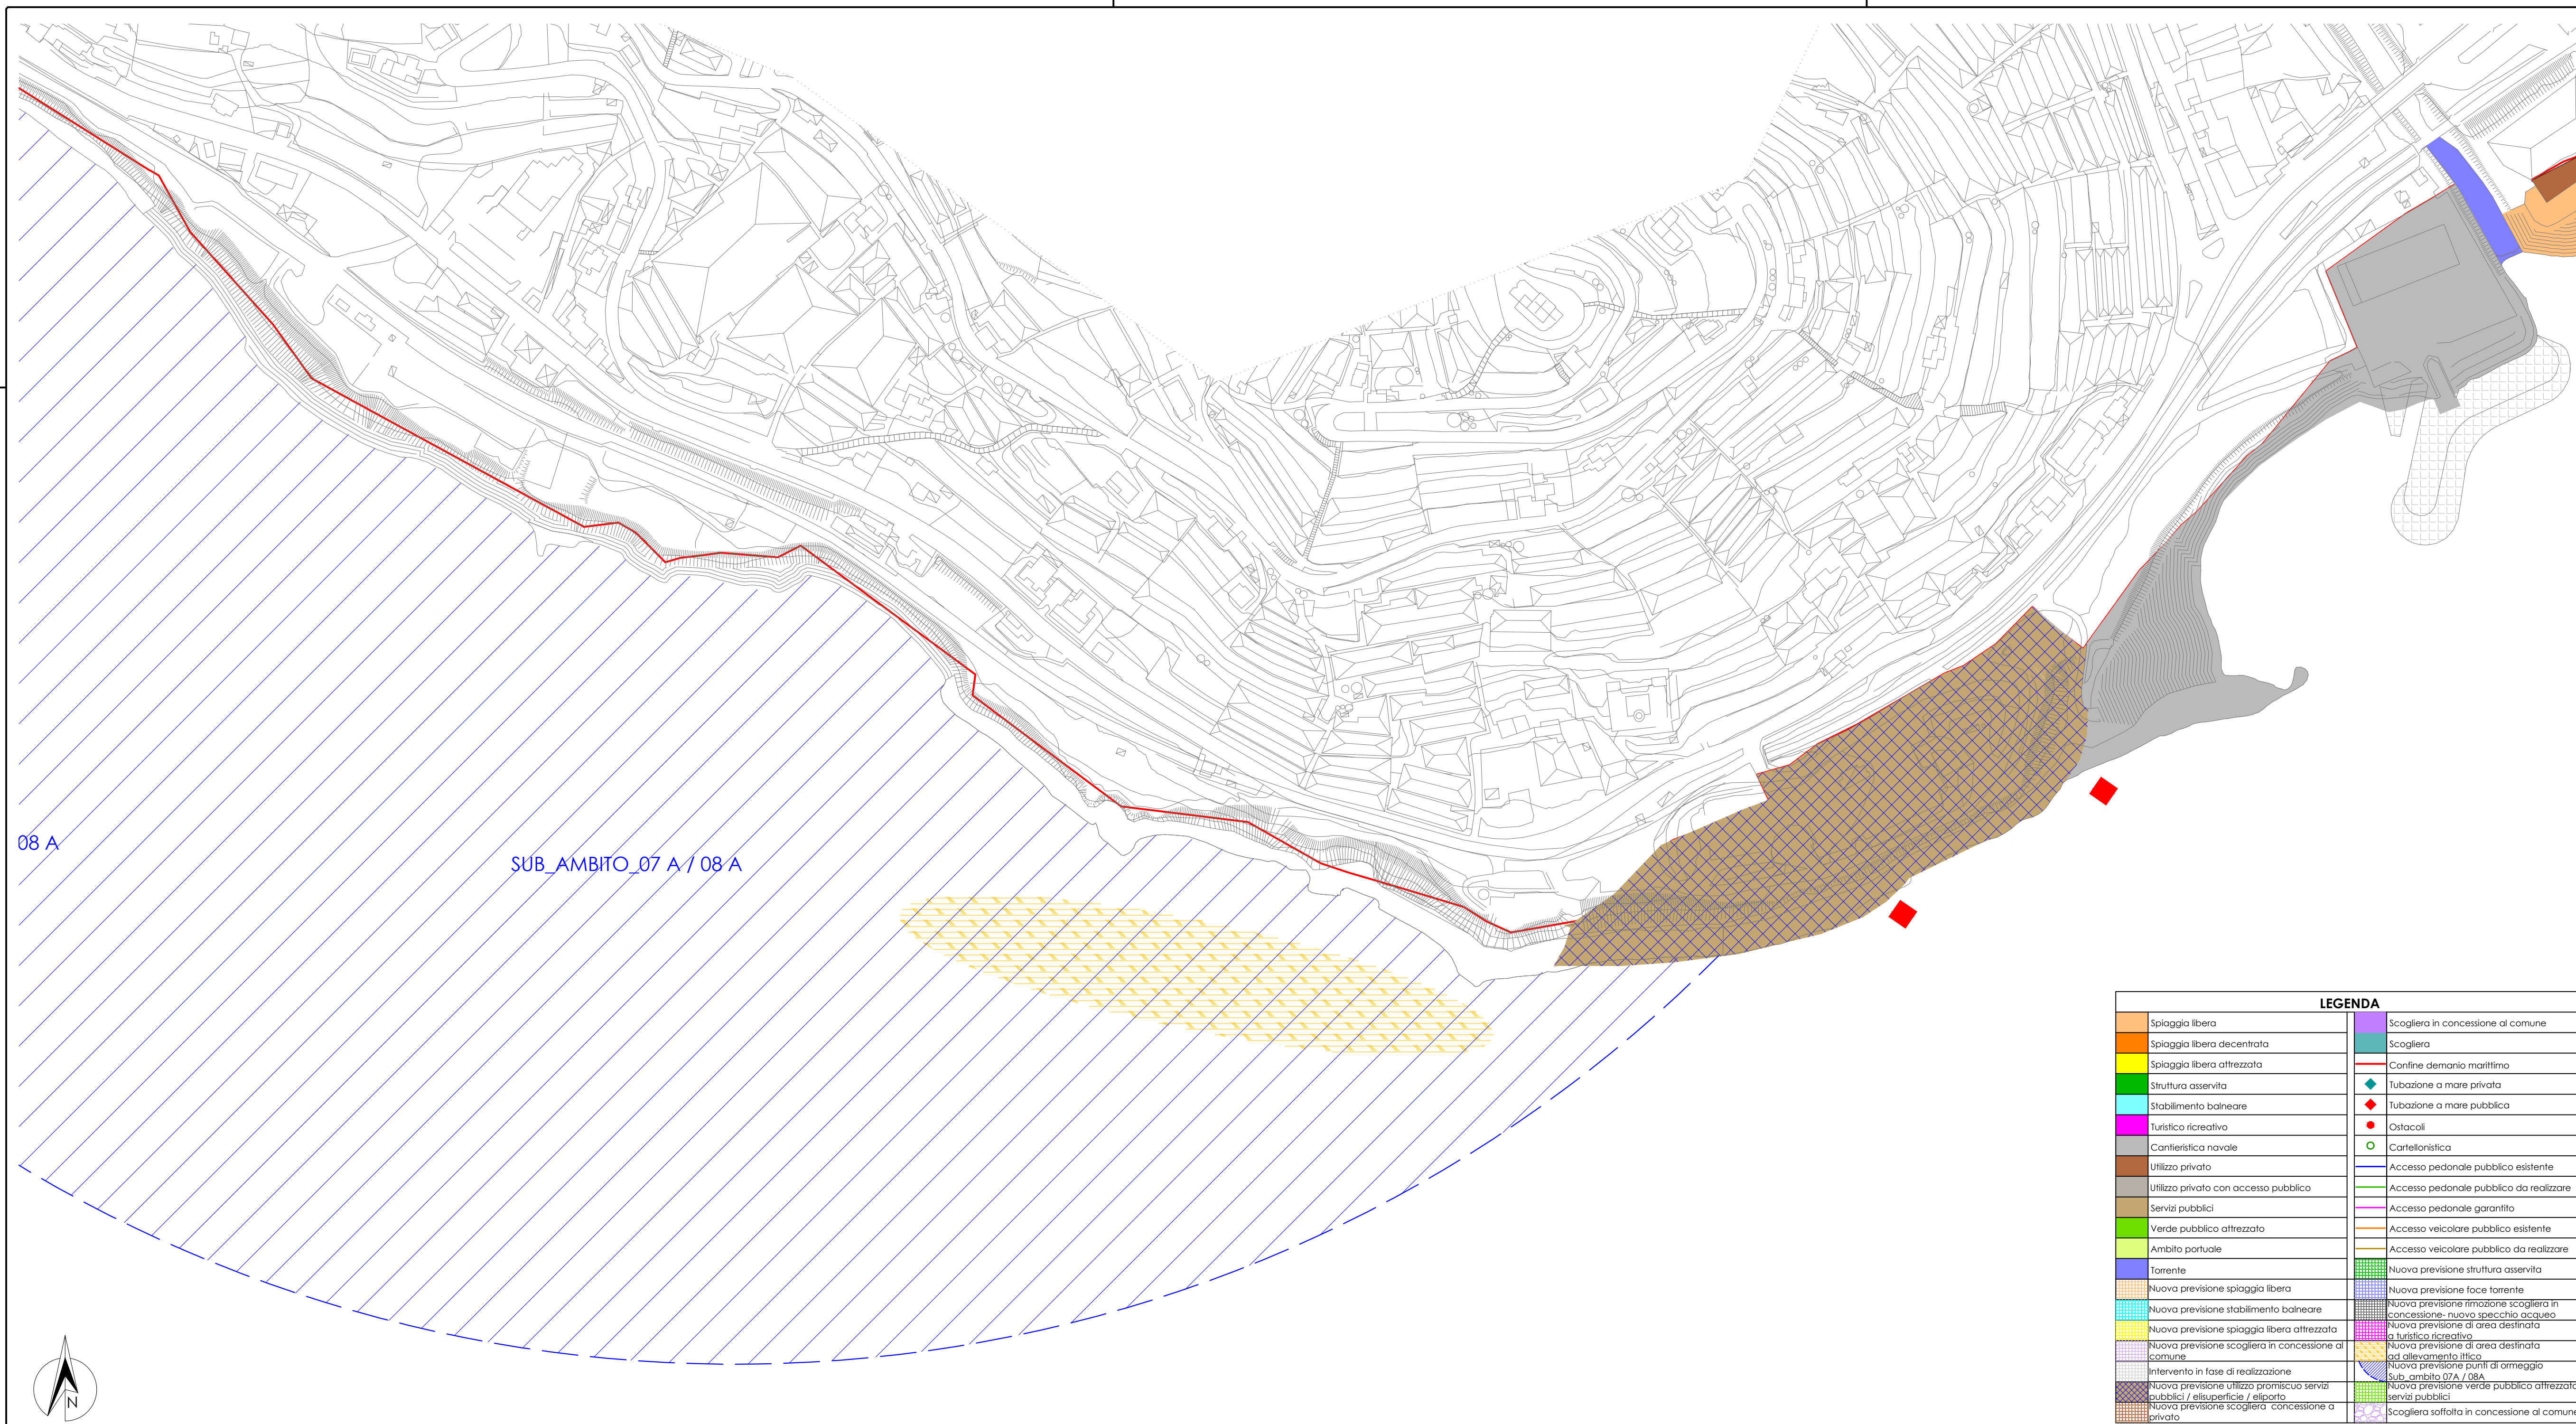 08 A
SUB_AMBITO_07 A / 08 A
N
LEGENDA
Spiaggia libera
Spiaggia libera decentrata
Spiaggia libera attrezzata
Struttura asservita
Stabilimento balneare
Turistico ricreativo
Cantieristica navale
Utilizzo privato
Utilizzo privato con accesso pubblico
Servizi pubblici
Verde pubblico attrezzato
Ambito portuale
Torrente
Nuova previsione spiaggia libera
Nuova previsione stabilimento balneare
Nuova previsione spiaggia libera attrezzata
Nuova previsione scogliera in concessione al
comune
Intervento in fase di realizzazione
Nuova previsione utilizzo promiscuo servizi
pubblici / elisuperficie / eliporto
Nuova previsione scogliera concessione a
privato
Scogliera in concessione al comune
Scogliera
Confine demanio marittimo
Tubazione a mare privata
Tubazione a mare pubblica
Ostacoli
Cartellonistica
Accesso pedonale pubblico esistente
Accesso pedonale pubblico da realizzare
Accesso pedonale garantito
Accesso veicolare pubblico esistente
Accesso veicolare pubblico da realizzare
Nuova previsione struttura asservita
Nuova previsione foce torrente
Nuova previsione rimozione scogliera in
concessione- nuovo specchio acqueo
Nuova previsione di area destinata
a turistico ricreativo
Nuova previsione di area destinata
ad allevamento ittico
Nuova previsione punti di ormeggio
Sub_ambito 07A / 08A
Nuova previsione verde pubblico attrezzato
servizi pubblici
Scogliera soffolta in concessione al comune